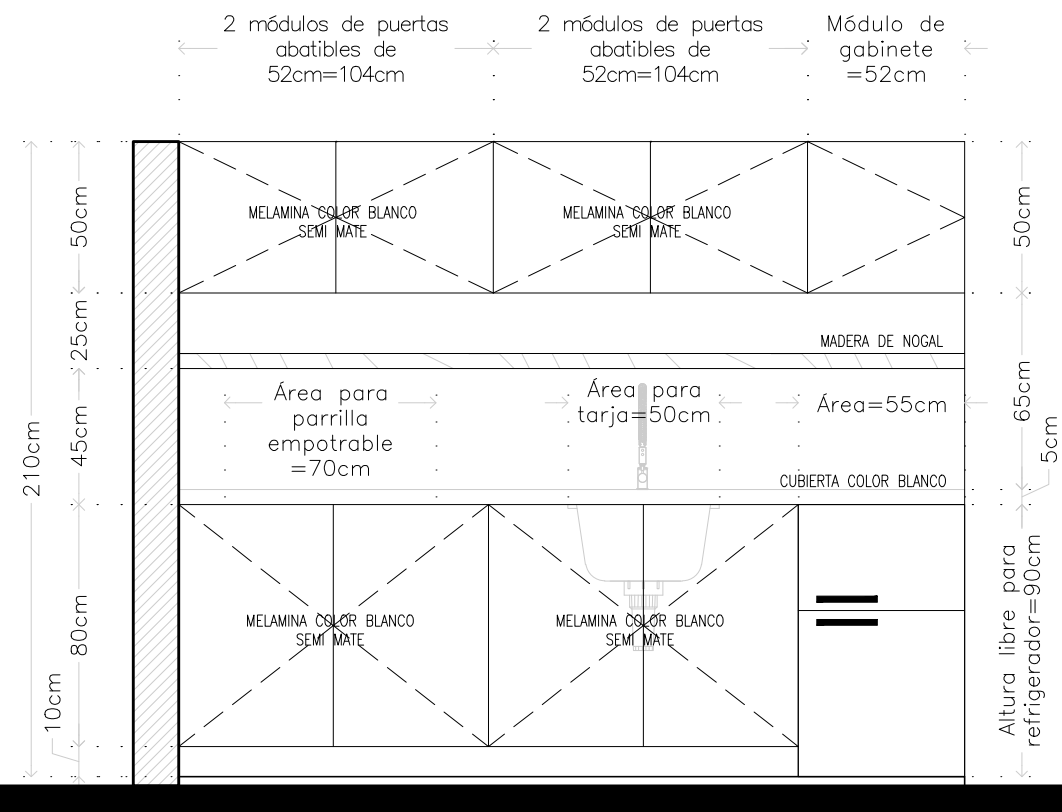 2 módulos de puertas
abatibles de
52cm=104cm
2 módulos de puertas
abatibles de
52cm=104cm
Módulo de
gabinete
=52cm
MELAMINA COLOR BLANCO
SEMI MATE
MELAMINA COLOR BLANCO
SEMI MATE
50cm
50cm
25cm
MADERA DE NOGAL
65cm
Área para
parrilla
empotrable
=70cm
Área para
tarja=50cm
Área=55cm
45cm
210cm
5cm
CUBIERTA COLOR BLANCO
MELAMINA COLOR BLANCO
SEMI MATE
MELAMINA COLOR BLANCO
SEMI MATE
80cm
10cm
Altura libre para
refrigerador=90cm